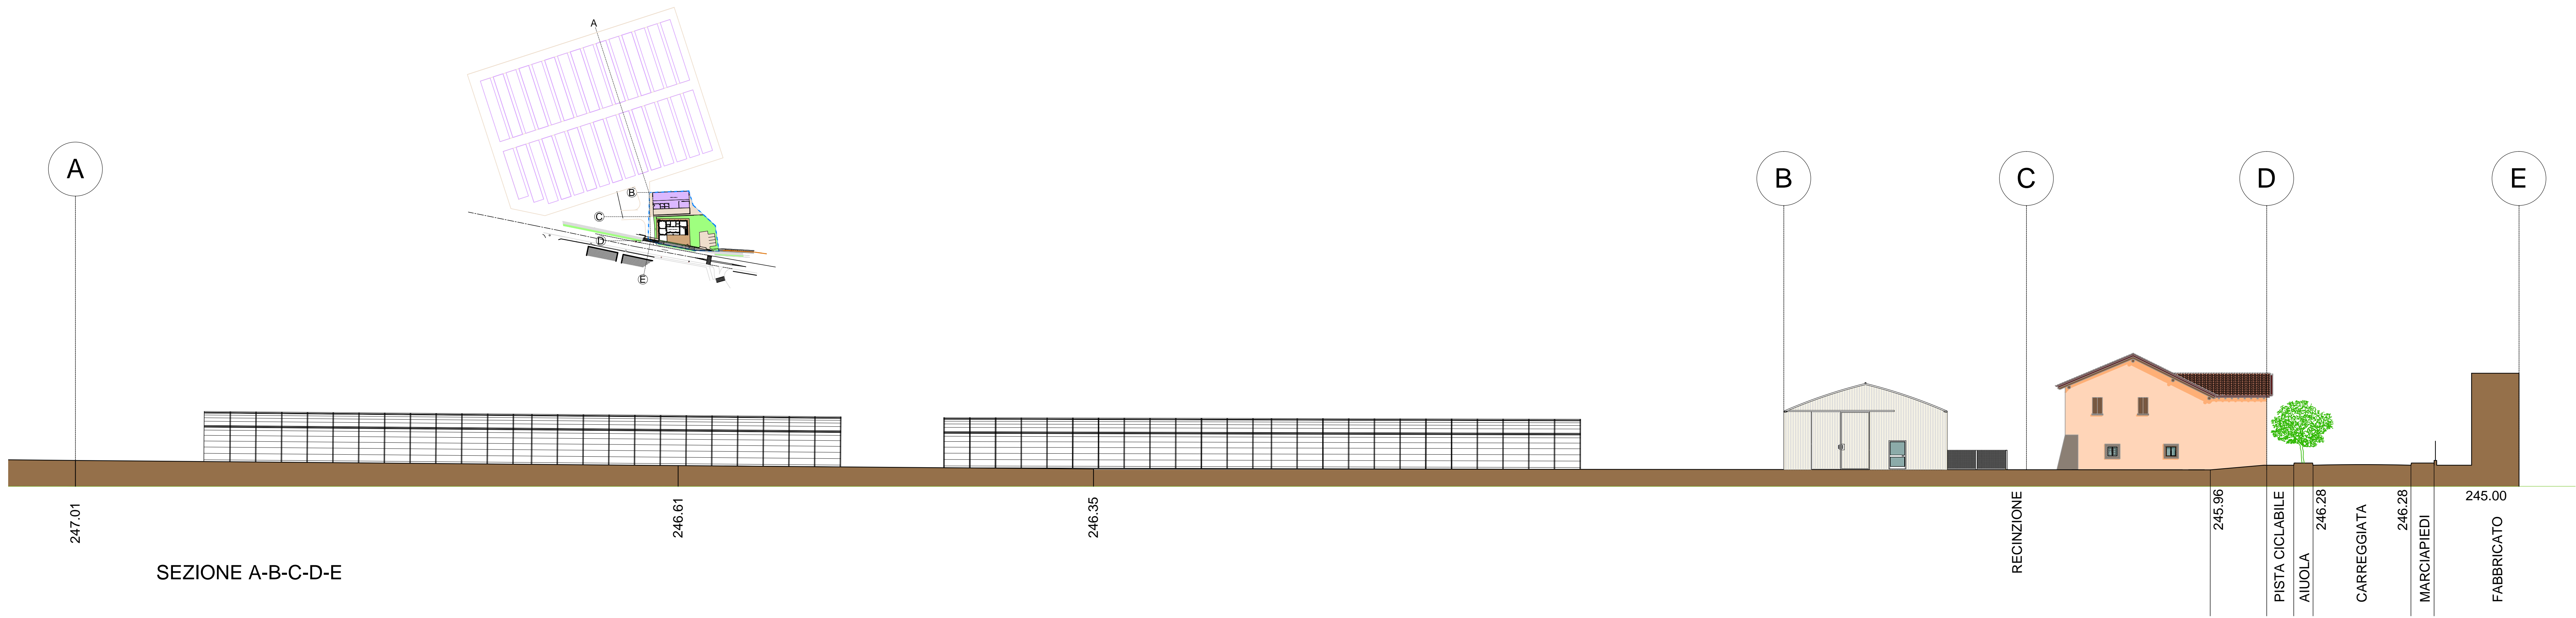 A
B
C
D
E
A
B
C
D
E
247.01
246.61
246.35
RECINZIONE
245.96
PISTA CICLABILE
AIUOLA
246.28
CARREGGIATA
246.28
MARCIAPIEDI
245.00
FABBRICATO
SEZIONE A-B-C-D-E